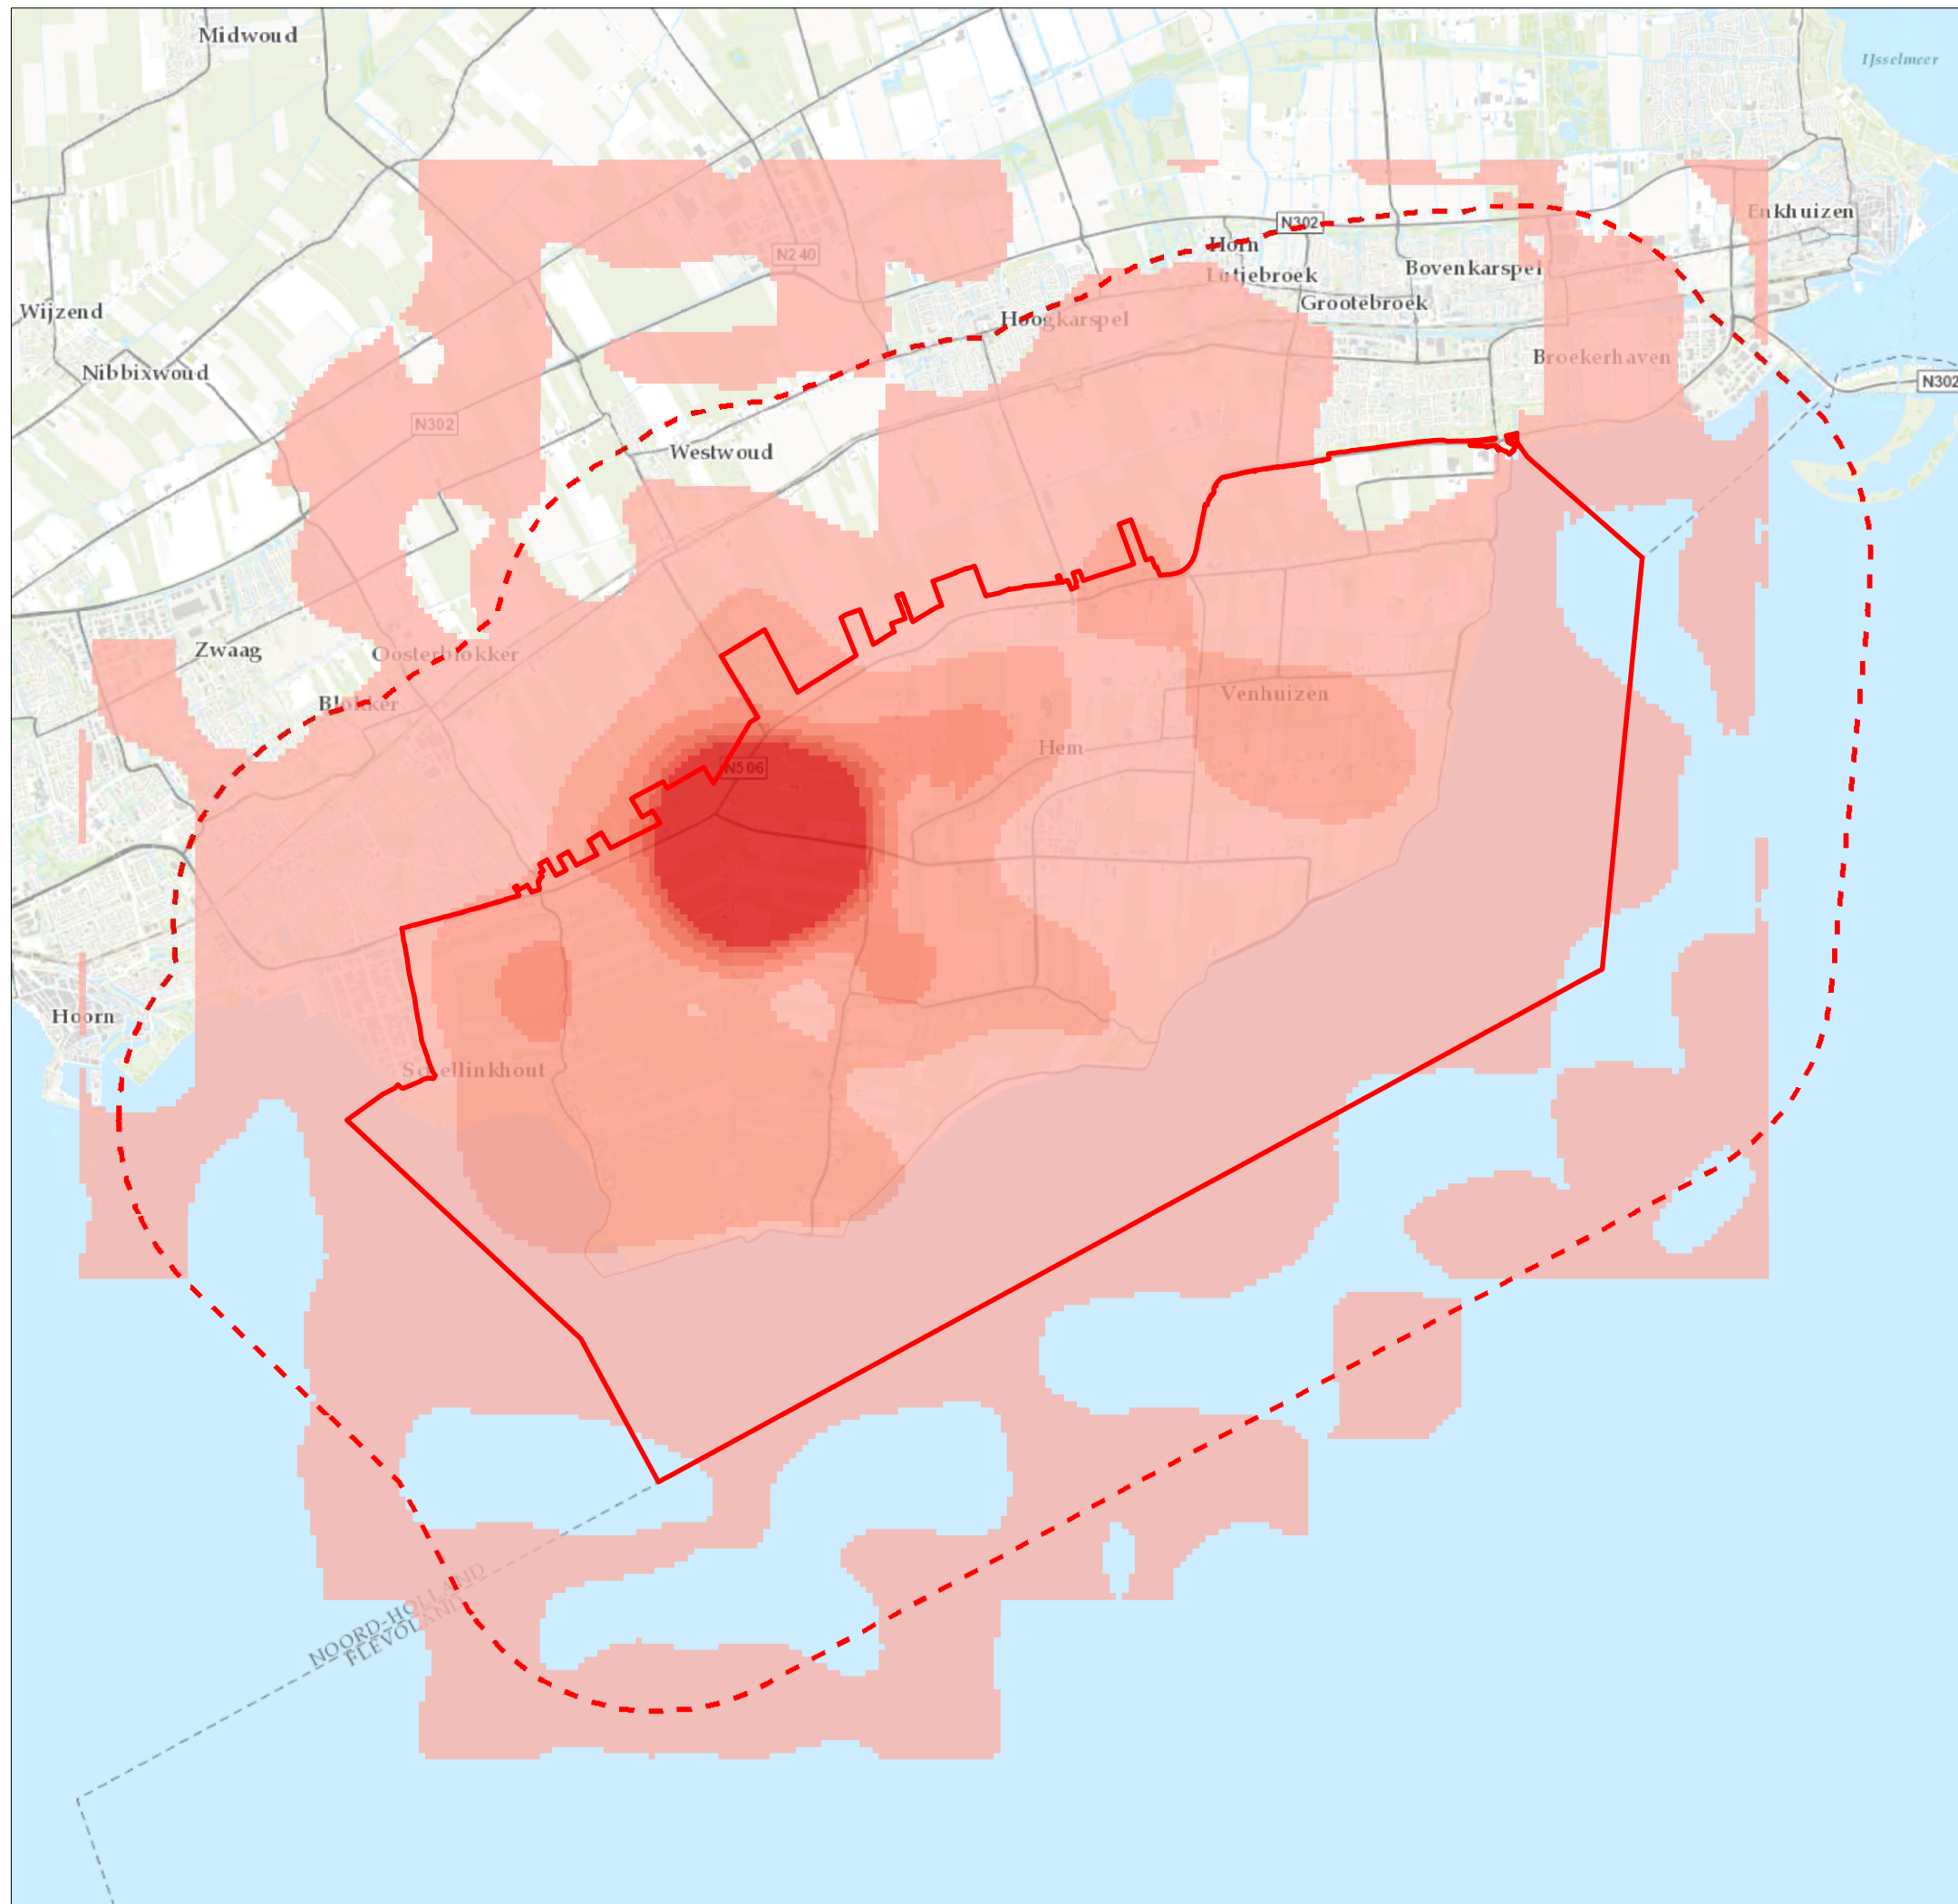 Midwoud
IJsselmeer
Enkhuizen
N302
Horn
N240
Lutjebroek
Bovenkarspel
Grootebroek
Wijzend
Hoogkarspel
Broekerhaven
Nibbixwoud
N302
N302
Westwoud
Zwaag
Oosterblokker
Blokker
Venhuizen
Hem
N506
Hoorn
Schellinkhout
NOORD-HOLLAND
FLEVOLAND